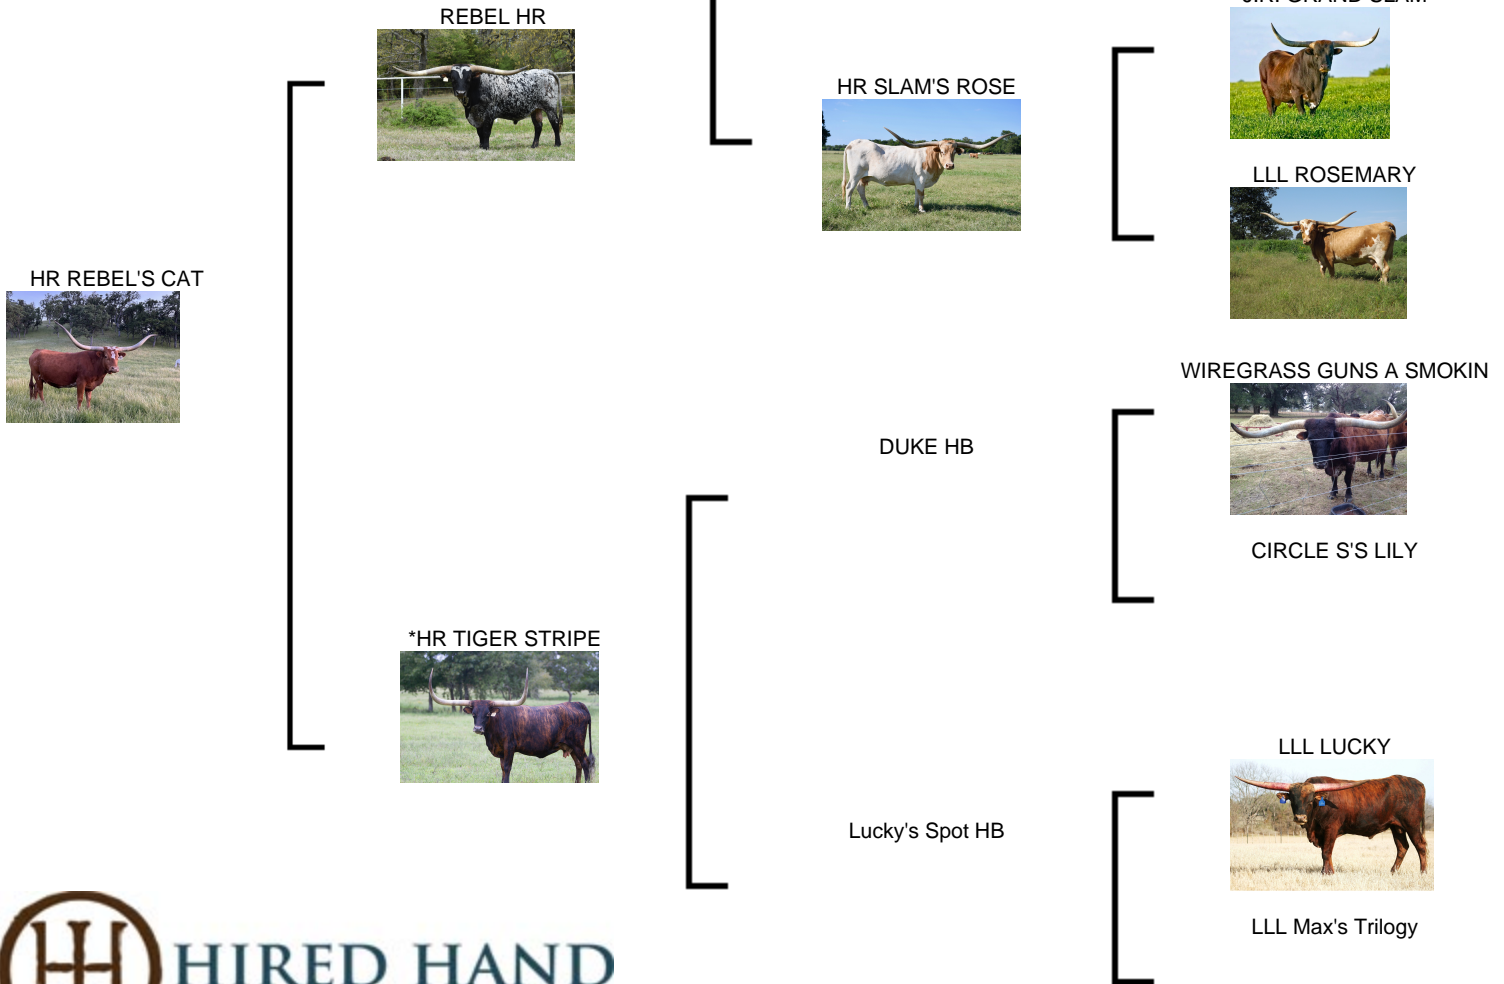 REBEL HR
HR SLAM'S ROSE
LLL ROSEMARY
HR REBEL'S CAT
WIREGRASS GUNS A SMOKIN
DUKE HB
CIRCLE S'S LILY
*HR TIGER STRIPE
LLL LUCKY
Lucky's Spot HB
LLL Max's Trilogy
HIRED HAND